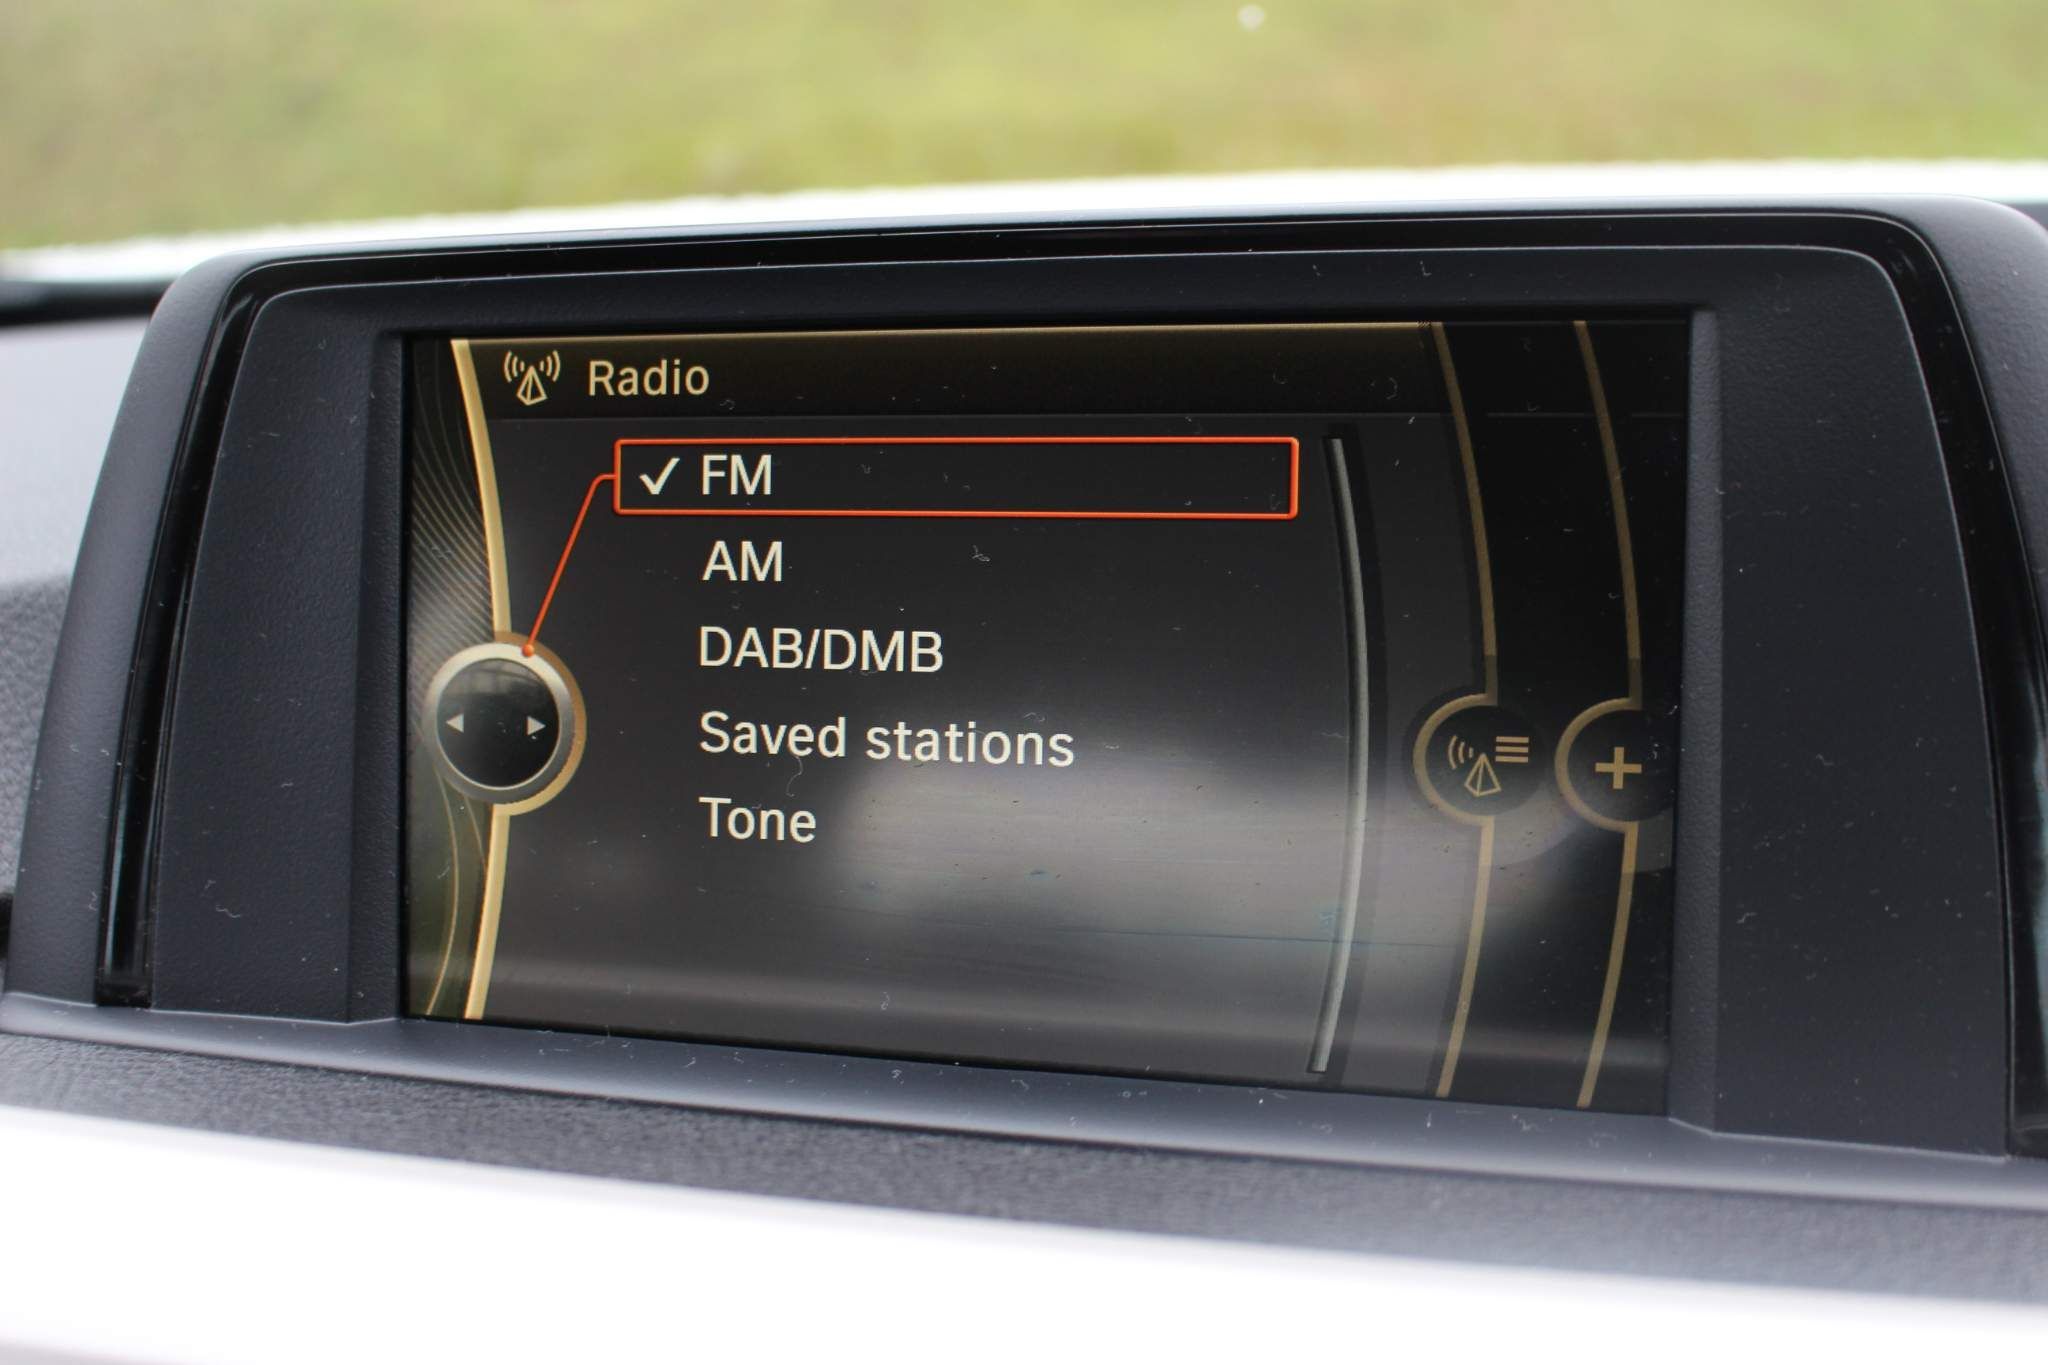 Radio
✓ FM
AM
DAB/DMB
Saved stations
Tone